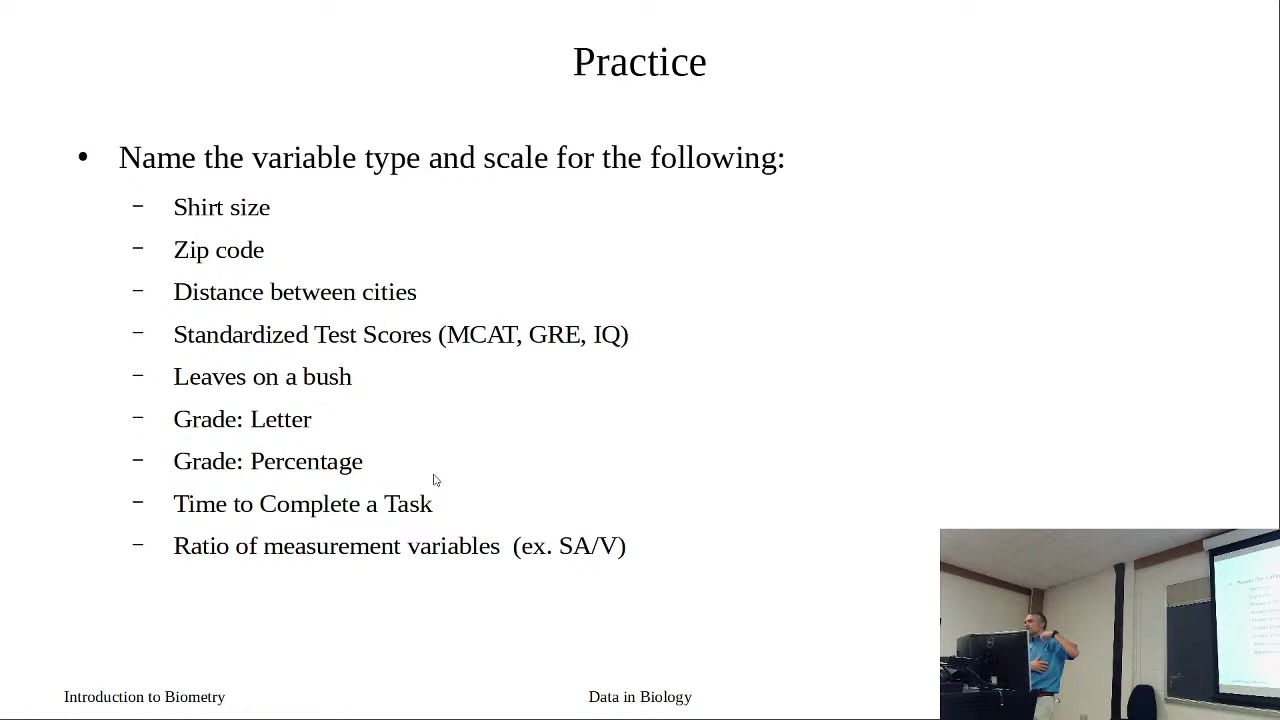 Practice
• Name the variable type and scale for the following:
– Shirt size
– Zip code
– Distance between cities
– Standardized Test Scores (MCAT, GRE, IQ)
– Leaves on a bush
– Grade: Letter
– Grade: Percentage
– Time to Complete a Task
– Ratio of measurement variables (ex. SA/V)
Introduction to Biometry
Data in Biology